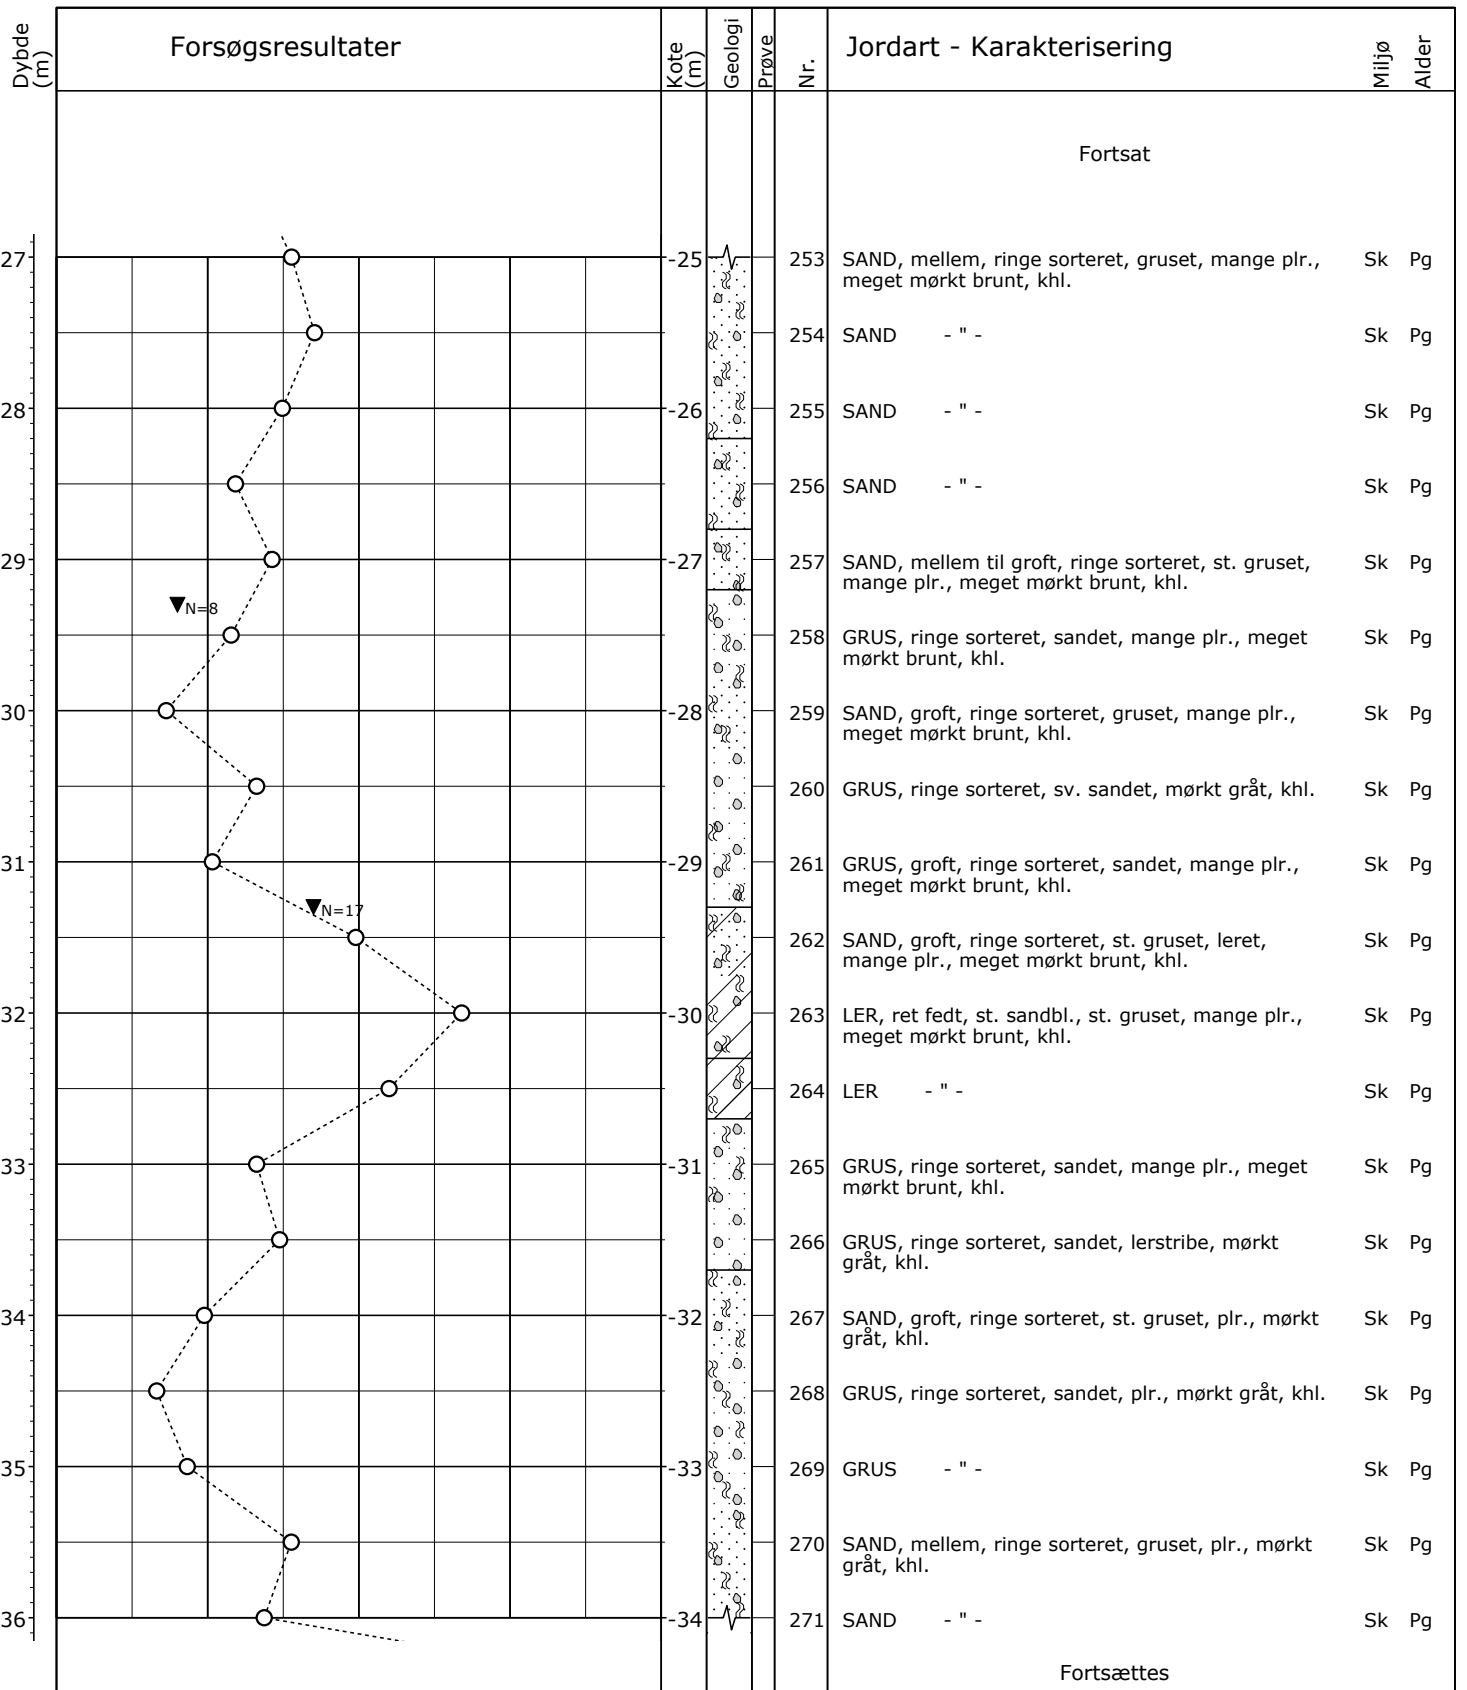 Dybde (m)
Forsøgsresultater
Kote (m)
Geologi
Prøve
Nr.
Jordart - Karakterisering
Miljø
Alder
Fortsat
27
-25
253 SAND, mellem, ringe sorteret, gruset, mange plr., Sk Pg
meget mørkt brunt, khl.
254 SAND - " - Sk Pg
28
-26
255 SAND - " - Sk Pg
256 SAND - " - Sk Pg
29
-27
257 SAND, mellem til groft, ringe sorteret, st. gruset, Sk Pg
mange plr., meget mørkt brunt, khl.
N=8
258 GRUS, ringe sorteret, sandet, mange plr., meget Sk Pg
mørkt brunt, khl.
30
-28
259 SAND, groft, ringe sorteret, gruset, mange plr., Sk Pg
meget mørkt brunt, khl.
260 GRUS, ringe sorteret, sv. sandet, mørkt gråt, khl. Sk Pg
31
-29
261 GRUS, groft, ringe sorteret, sandet, mange plr., Sk Pg
meget mørkt brunt, khl.
N=17
262 SAND, groft, ringe sorteret, st. gruset, leret, Sk Pg
mange plr., meget mørkt brunt, khl.
32
-30
263 LER, ret fedt, st. sandbl., st. gruset, mange plr., Sk Pg
meget mørkt brunt, khl.
264 LER - " - Sk Pg
33
-31
265 GRUS, ringe sorteret, sandet, mange plr., meget Sk Pg
mørkt brunt, khl.
266 GRUS, ringe sorteret, sandet, lerstribe, mørkt Sk Pg
gråt, khl.
34
-32
267 SAND, groft, ringe sorteret, st. gruset, plr., mørkt Sk Pg
gråt, khl.
268 GRUS, ringe sorteret, sandet, plr., mørkt gråt, khl. Sk Pg
35
-33
269 GRUS - " - Sk Pg
270 SAND, mellem, ringe sorteret, gruset, plr., mørkt Sk Pg
gråt, khl.
36
-34
271 SAND - " - Sk Pg
Fortsættes